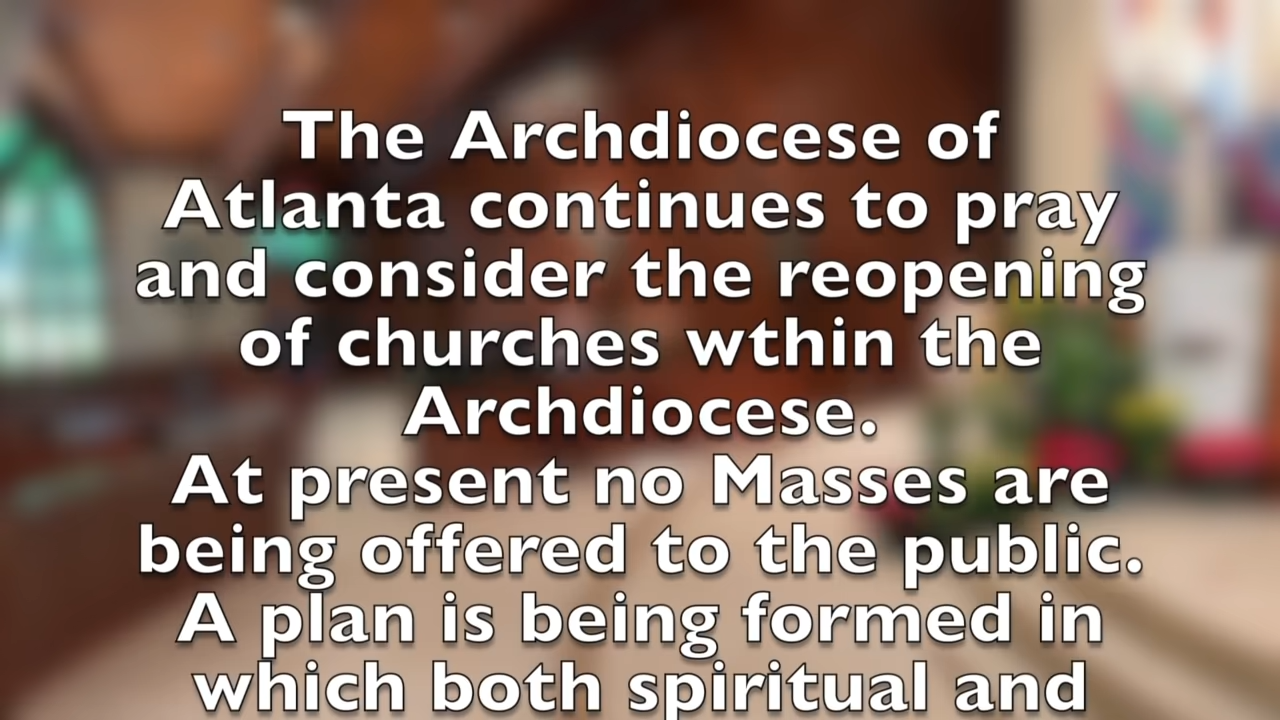 The Archdiocese of
Atlanta continues to pray
and consider the reopening
of churches wthin the
Archdiocese.
At present no Masses are
being offered to the public.
A plan is being formed in
which both spiritual and